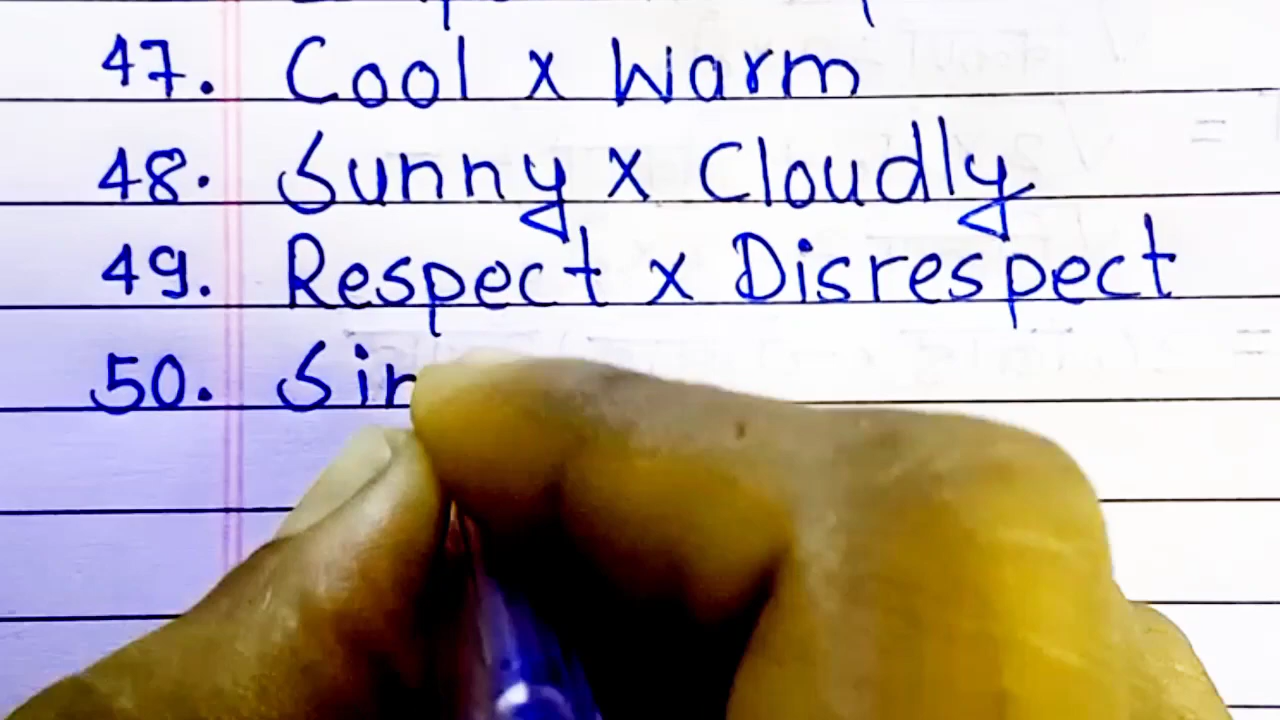 47. Cool x Warm
48. Sunny x Cloudly
49. Respect x Disrespect
50.